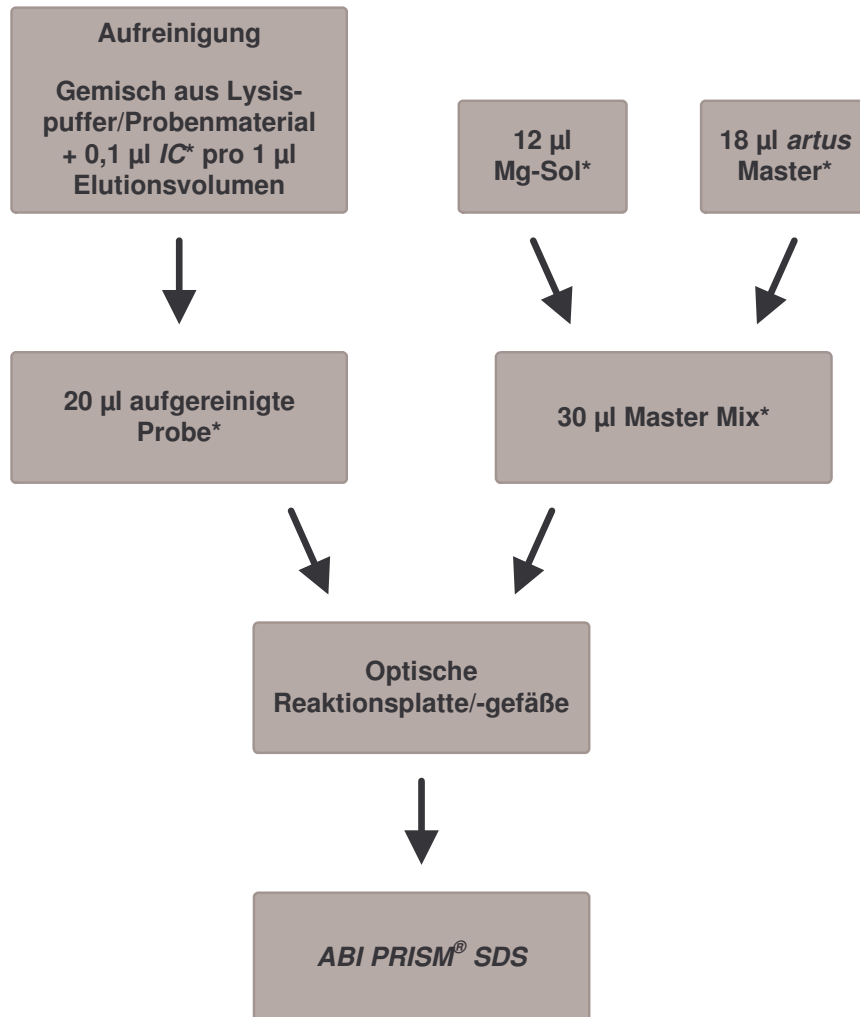 Aufreinigung
Gemisch aus Lysis-
puffer/Probenmaterial
+ 0,1 µl IC* pro 1 µl
Elutionsvolumen
12 µl
Mg-Sol*
18 µl artus
Master*
20 µl aufgereinigte
Probe*
30 µl Master Mix*
Optische
Reaktionsplatte/-gefäße
ABI PRISM® SDS